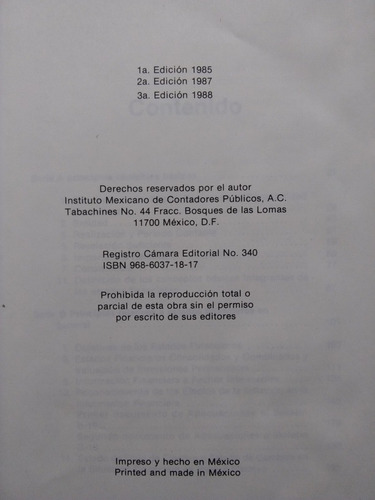 1a. Edición 1985
2a. Edición 1987
3a. Edición 1988
Contenido
Derechos reservados por el autor
Instituto Mexicano de Contadores Públicos, A.C.
Tabachines No. 44 Fracc. Bosques de las Lomas
11700 México, D.F.
Registro Cámara Editorial No. 340
ISBN 968-6037-18-17
Prohibida la reproducción total o
parcial de esta obra sin el permiso
por escrito de sus editores
Impreso y hecho en México
Printed and made in México